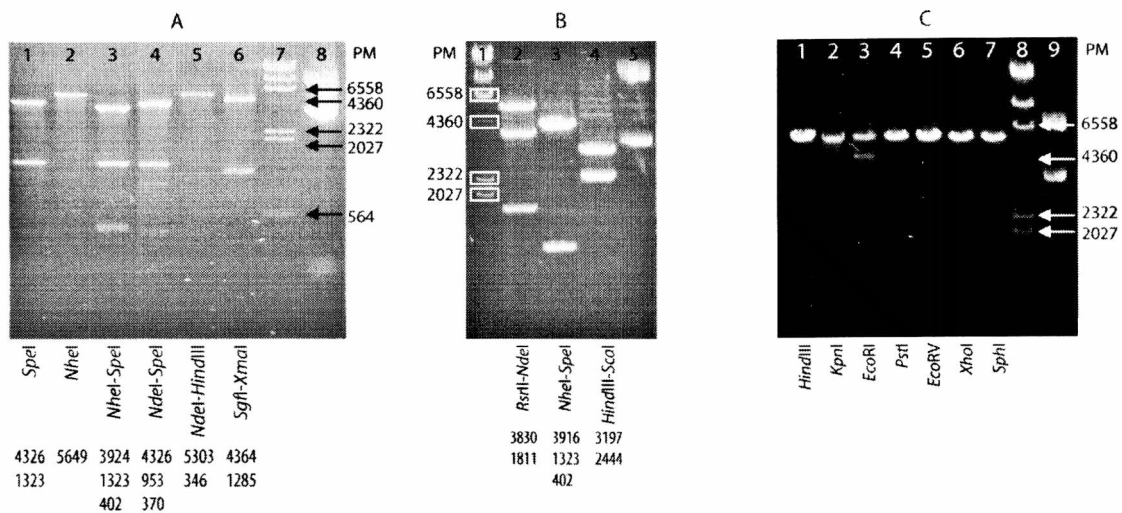 A
B
C
1 2 3 4 5 6 7 8 PM
6558
4360
2322
2027
564
1 2 3 4 5
6558
4360
2322
2027
1 2 3 4 5 6 7 8 9 PM
6558
4360
2322
2027
SpeI
NheI
NheI-SpeI
NdeI-SpeI
NdeI-HindIII
SgfI-XmaI
4326 5649 3924 4326 5303 4364
1323 1323 953 346 1285
402 370
RsrII-NdeI
NheI-SpeI
HindIII-ScaI
3830 3916 3197
1811 1323 2444
402
HindIII
KpnI
EcoRI
PstI
EcoRV
XhoI
SphI
PM